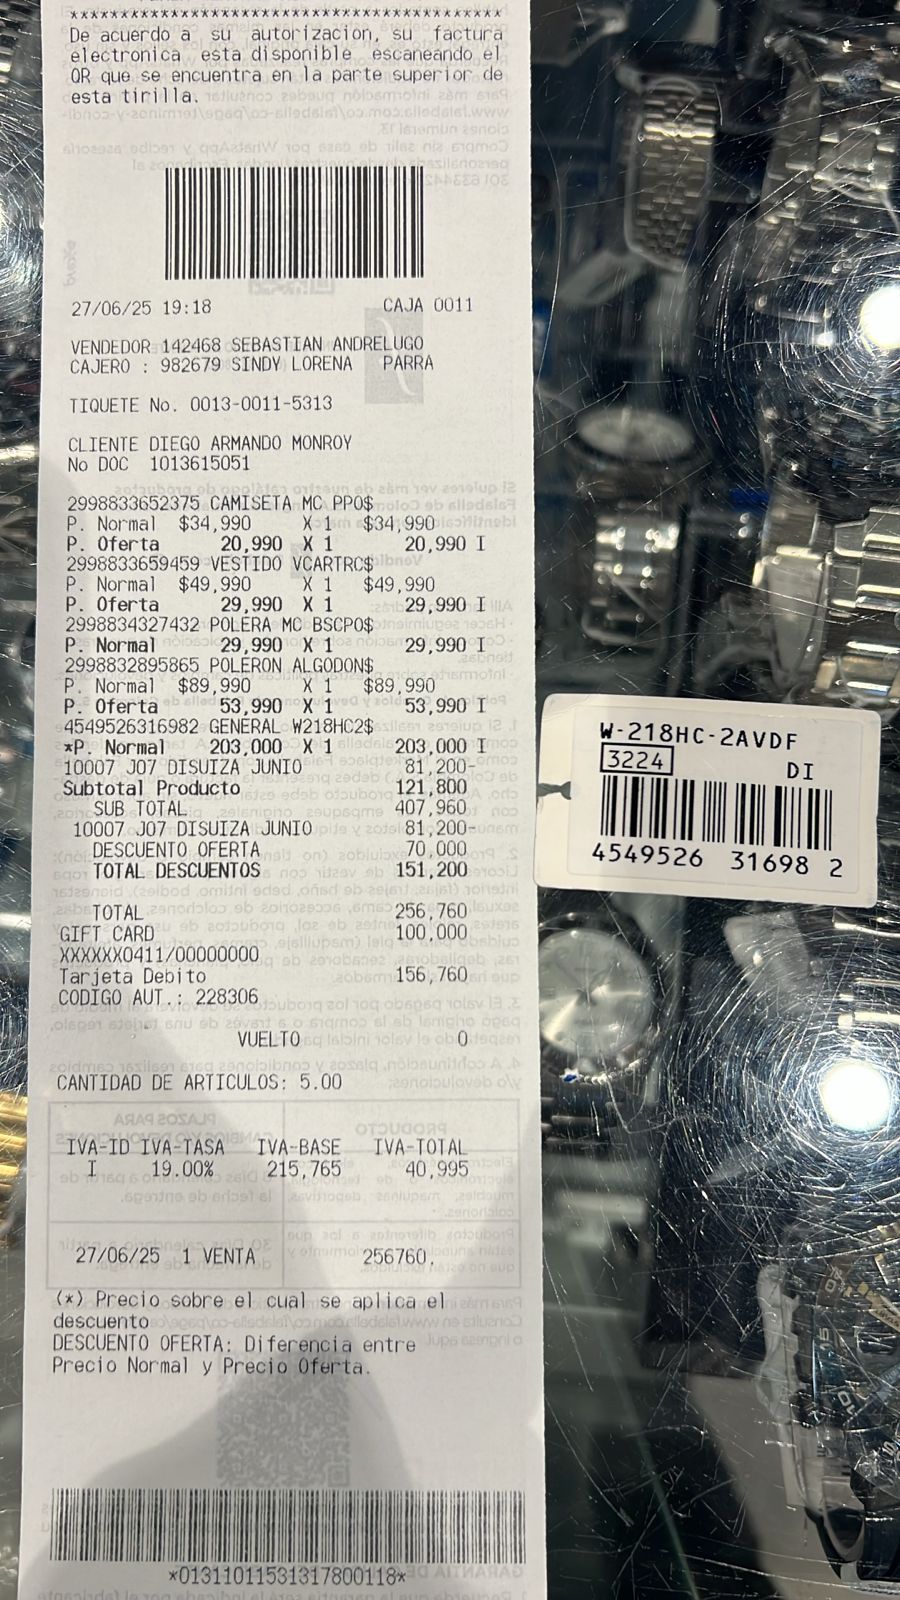 ******************************************
De acuerdo a su autorizacion, su factura
electronica esta disponible escaneando el
QR que se encuentra en la parte superior de
esta tirilla.
27/06/25 19:18 CAJA 0011
VENDEDOR 142468 SEBASTIAN ANDRELUGO
CAJERO : 982679 SINDY LORENA PARRA
TIQUETE No. 0013-0011-5313
CLIENTE DIEGO ARMANDO MONROY
No DOC 1013615051
2998833652375 CAMISETA MC PPO$
P. Normal $34,990 X 1 $34,990
P. Oferta 20,990 X 1 20,990 I
2998833659459 VESTIDO VCARTRC$
P. Normal $49,990 X 1 $49,990
P. Oferta 29,990 X 1 29,990 I
2998834327432 POLERA MC BSCPO$
P. Normal 29,990 X 1 29,990 I
2998832895865 POLERON ALGODON$
P. Normal $89,990 X 1 $89,990
P. Oferta 53,990 X 1 53,990 I
4549526316982 GENERAL W218HC2$
*P. Normal 203,000 X 1 203,000 I
10007 J07 DISUIZA JUNIO 81,200-
Subtotal Producto 121,800
SUB TOTAL 407,960
10007 J07 DISUIZA JUNIO 81,200-
DESCUENTO OFERTA 70,000
TOTAL DESCUENTOS 151,200
TOTAL 256,760
GIFT CARD 100,000
XXXXXX0411/00000000
Tarjeta Debito 156,760
CODIGO AUT.: 228306
VUELTO 0
CANTIDAD DE ARTICULOS: 5.00
IVA-ID IVA-TASA IVA-BASE IVA-TOTAL
I 19.00% 215,765 40,995
27/06/25 1 VENTA 256760.
(*) Precio sobre el cual se aplica el
descuento
DESCUENTO OFERTA: Diferencia entre
Precio Normal y Precio Oferta.
*01311011531317800118*
W-218HC-2AVDF
3224 DI
4549526 31698 2